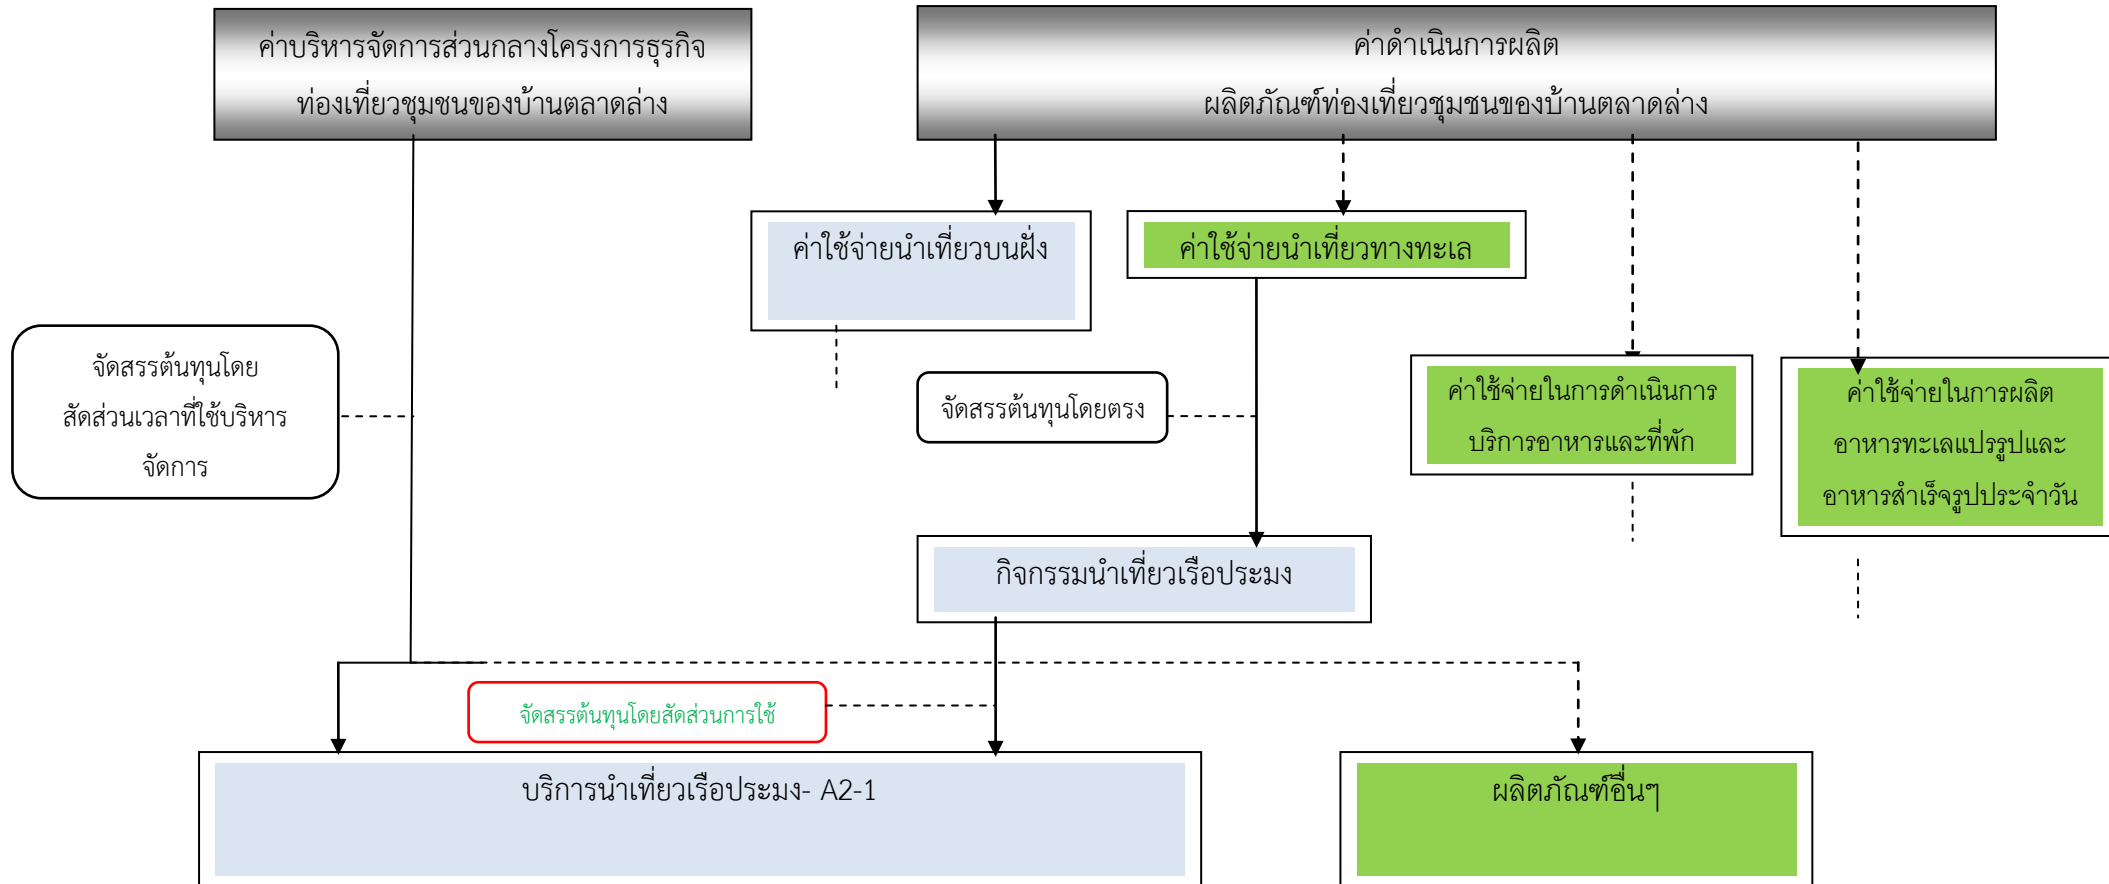 ค่าบริหารจัดการส่วนกลางโครงการธุรกิจ
ท่องเที่ยวชุมชนของบ้านตลาดล่าง
ค่าดำเนินการผลิต
ผลิตภัณฑ์ท่องเที่ยวชุมชนของบ้านตลาดล่าง
ค่าใช้จ่ายนำเที่ยวบนฝั่ง
ค่าใช้จ่ายนำเที่ยวทางทะเล
จัดสรรต้นทุนโดย
สัดส่วนเวลาที่ใช้บริหาร
จัดการ
จัดสรรต้นทุนโดยตรง
ค่าใช้จ่ายในการดำเนินการ
บริการอาหารและที่พัก
ค่าใช้จ่ายในการผลิต
อาหารทะเลแปรรูปและ
อาหารสำเร็จรูปประจำวัน
กิจกรรมนำเที่ยวเรือประมง
จัดสรรต้นทุนโดยสัดส่วนการใช้
บริการนำเที่ยวเรือประมง- A2-1
ผลิตภัณฑ์อื่นๆ